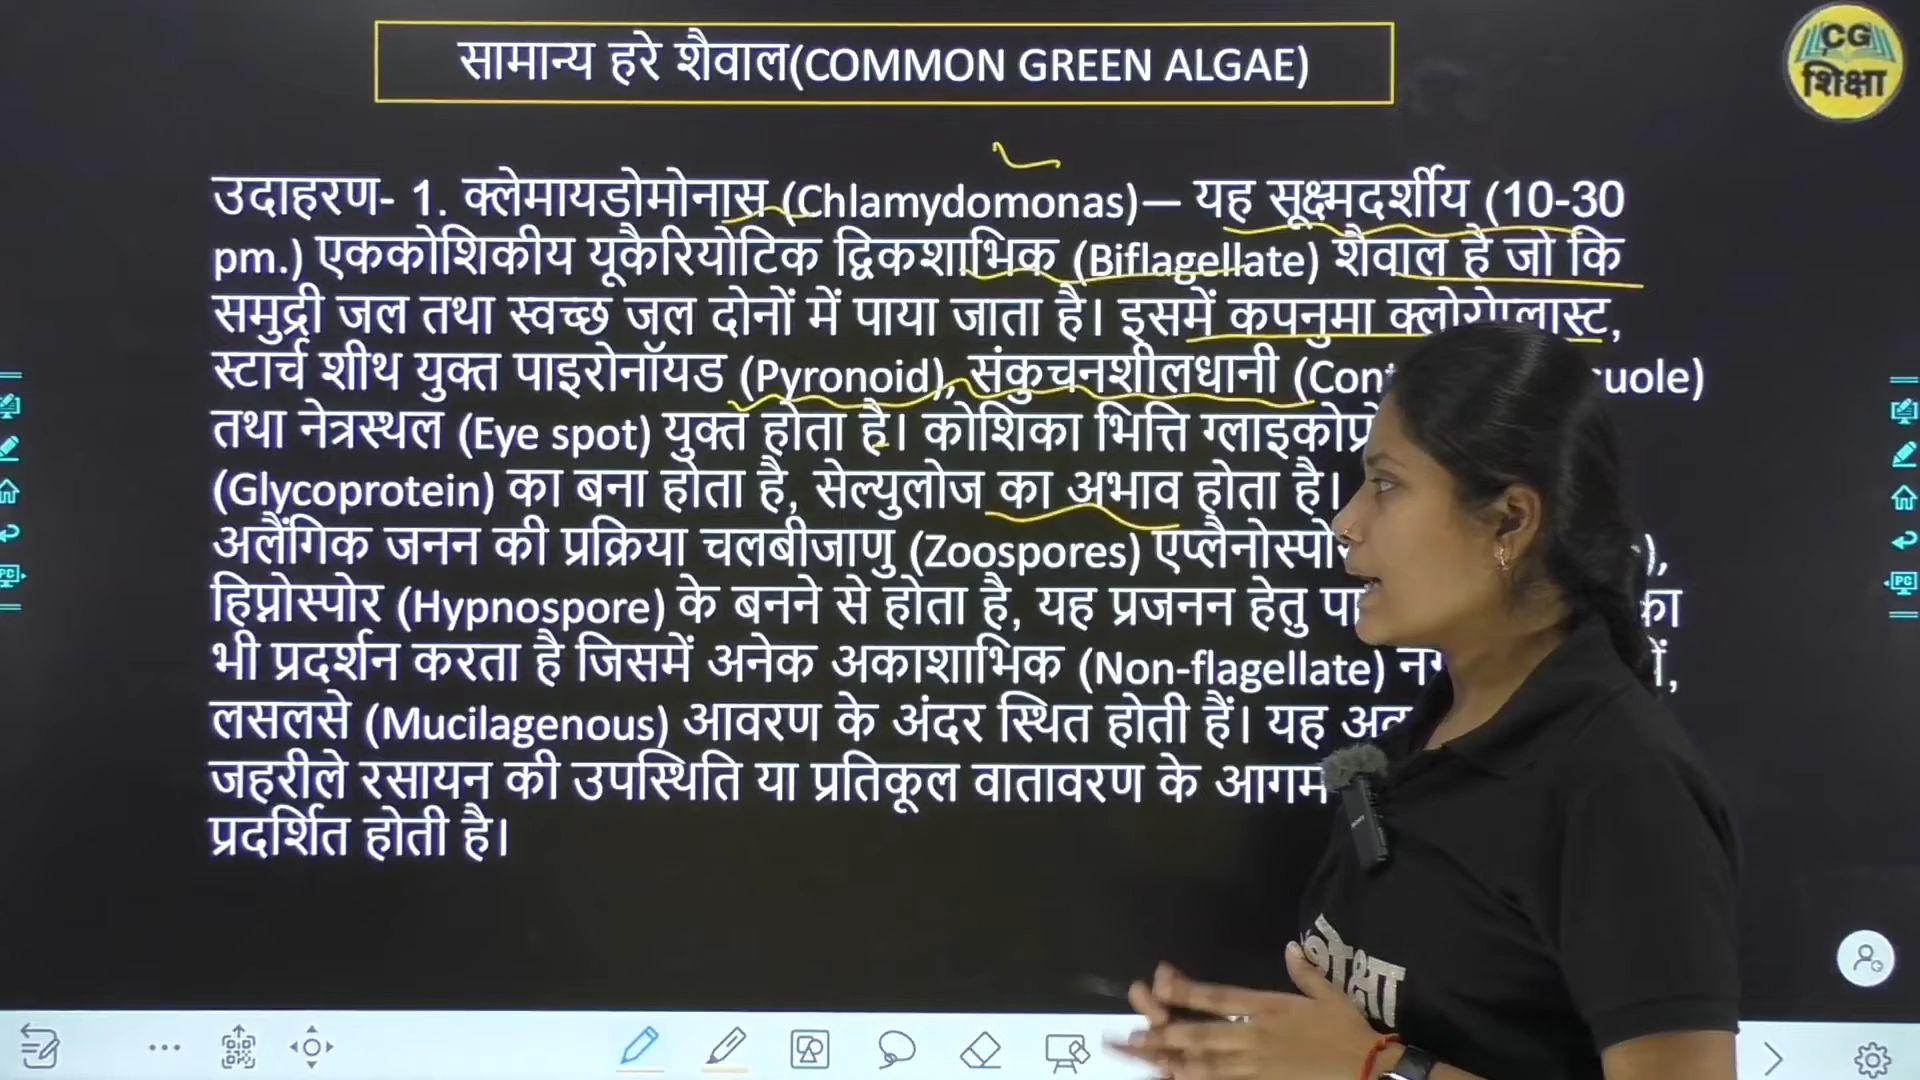 सामान्य हरे शैवाल(COMMON GREEN ALGAE)
CG
शिक्षा
उदाहरण- 1. क्लेमायडोमोनास (Chlamydomonas)— यह सूक्ष्मदर्शीय (10-30
pm.) एककोशिकीय यूकैरियोटिक द्विकशाभिक (Biflagellate) शैवाल है जो कि
समुद्री जल तथा स्वच्छ जल दोनों में पाया जाता है। इसमें कपनुमा क्लोरोप्लास्ट,
स्टार्च शीथ युक्त पाइरोनॉयड (Pyronoid), संकुचनशीलधानी
तथा नेत्रस्थल (Eye spot) युक्त होता है। कोशिका भित्ति
(Glycoprotein) का बना होता है, सेल्युलोज का अभाव होता है।
अलैंगिक जनन की प्रक्रिया चलबीजाणु (Zoospores)
हिप्नोस्पोर (Hypnospore) के बनने से होता है, यह प्रजनन हेतु का
भी प्रदर्शन करता है जिसमें अनेक अकाशाभिक (Non-flagellate)
लसलसे (Mucilagenous) आवरण के अंदर स्थित होती हैं। यह
जहरीले रसायन की उपस्थिति या प्रतिकूल वातावरण के
प्रदर्शित होती है।
PC
PC